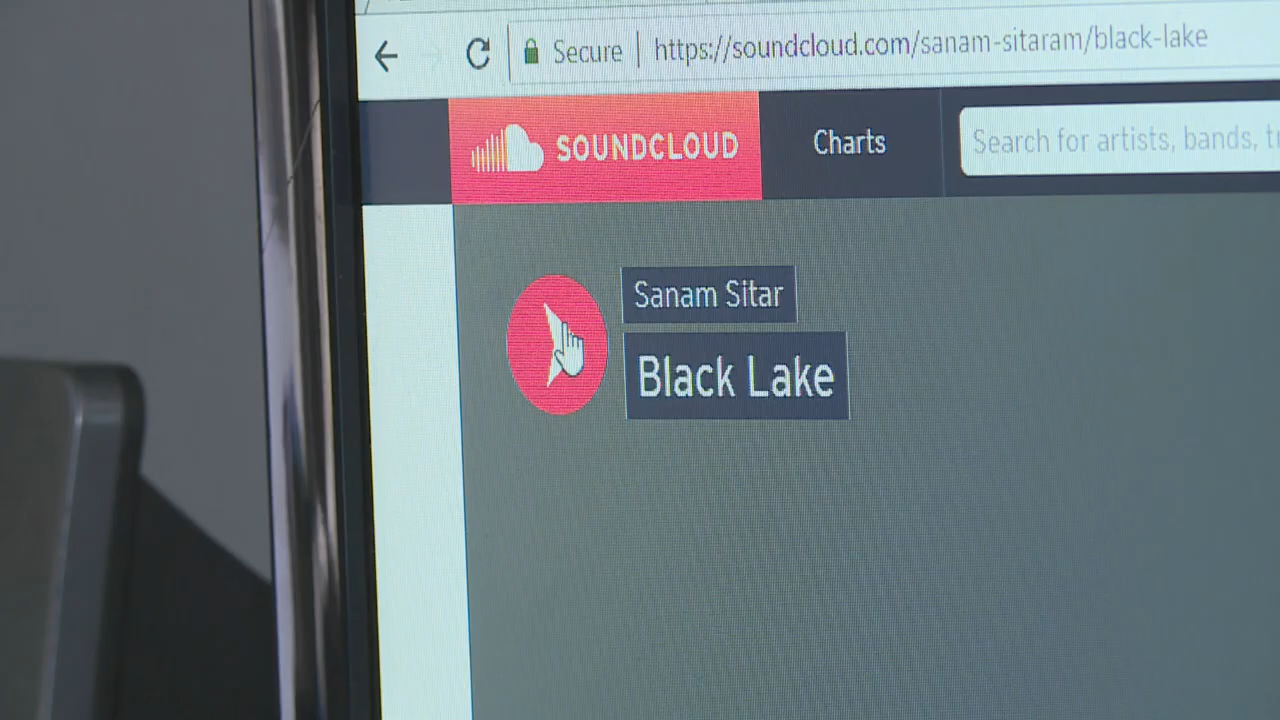 Secure | https://soundcloud.com/sanam-sitaram/black-lake
SOUNDCLOUD
Charts
Search for artists, bands,
Sanam Sitar
Black Lake